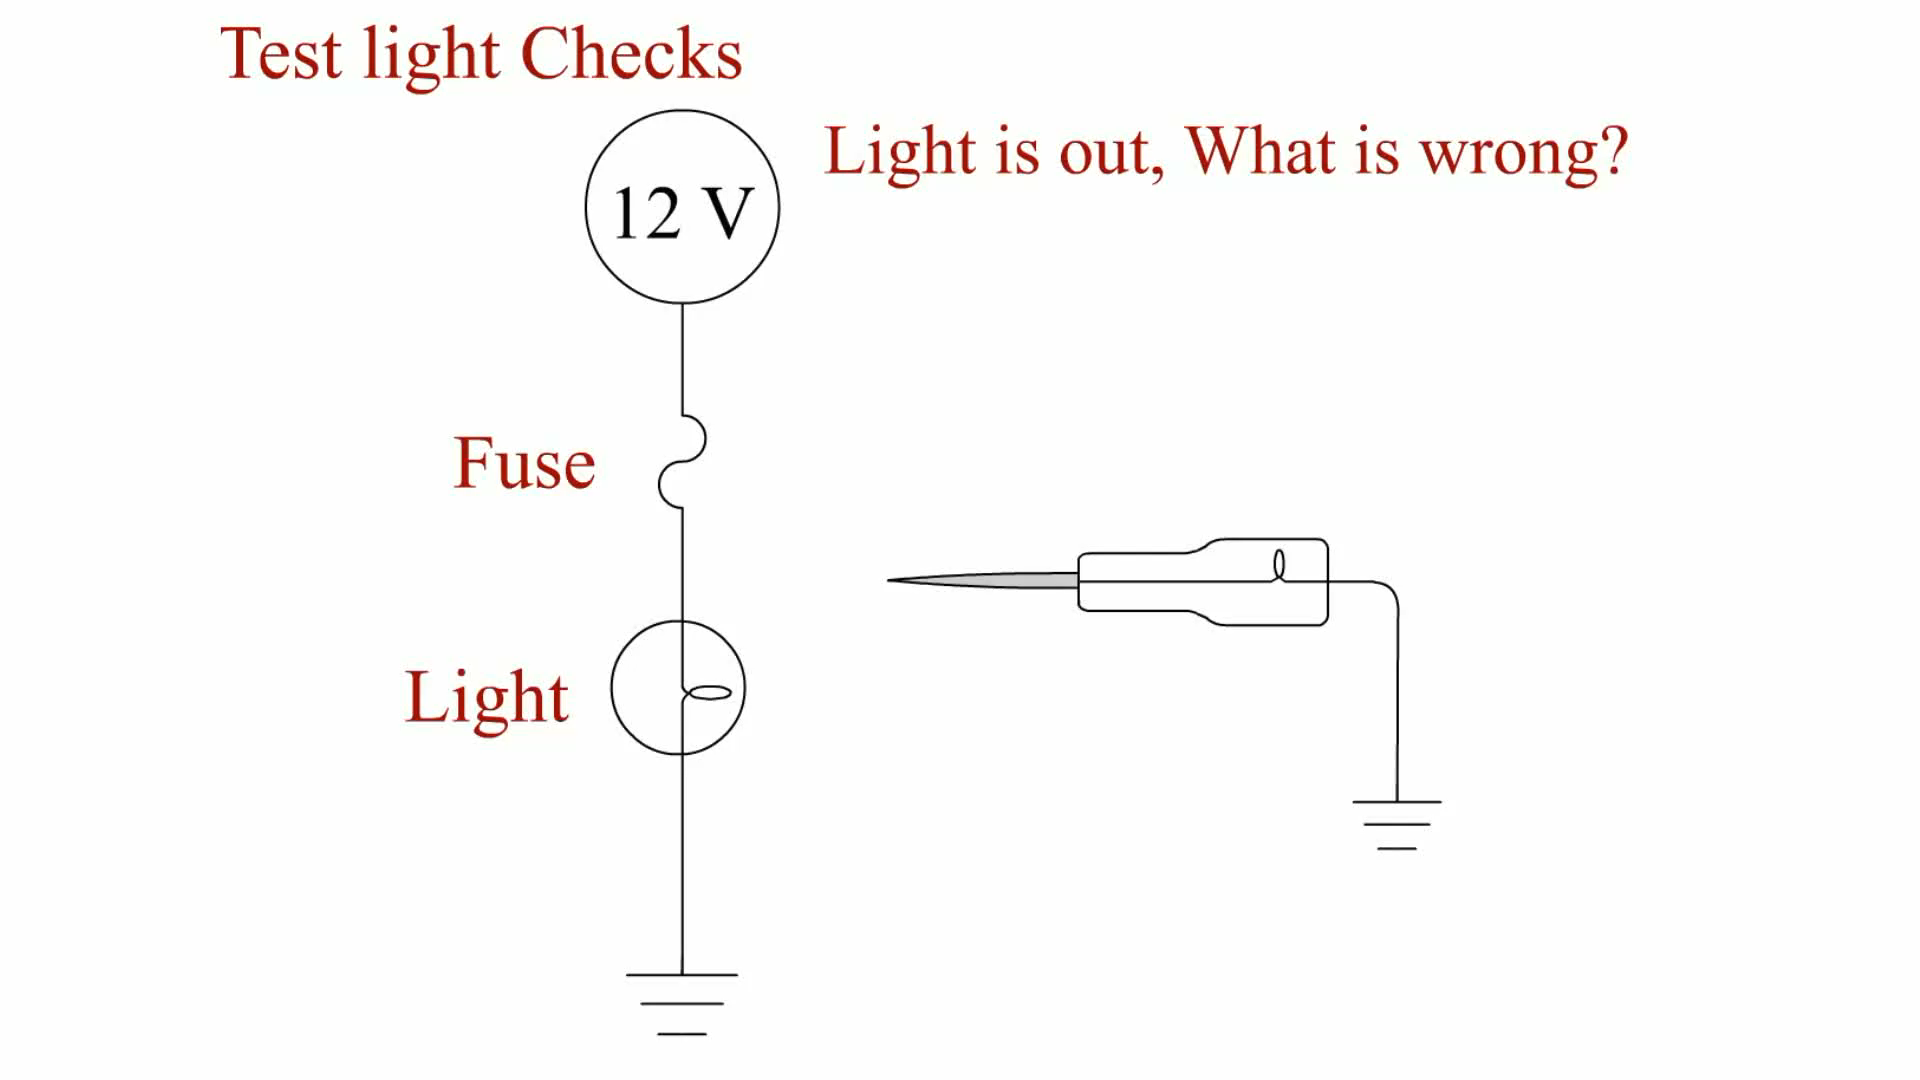 Test light Checks
Light is out, What is wrong?
12 V
Fuse
Light